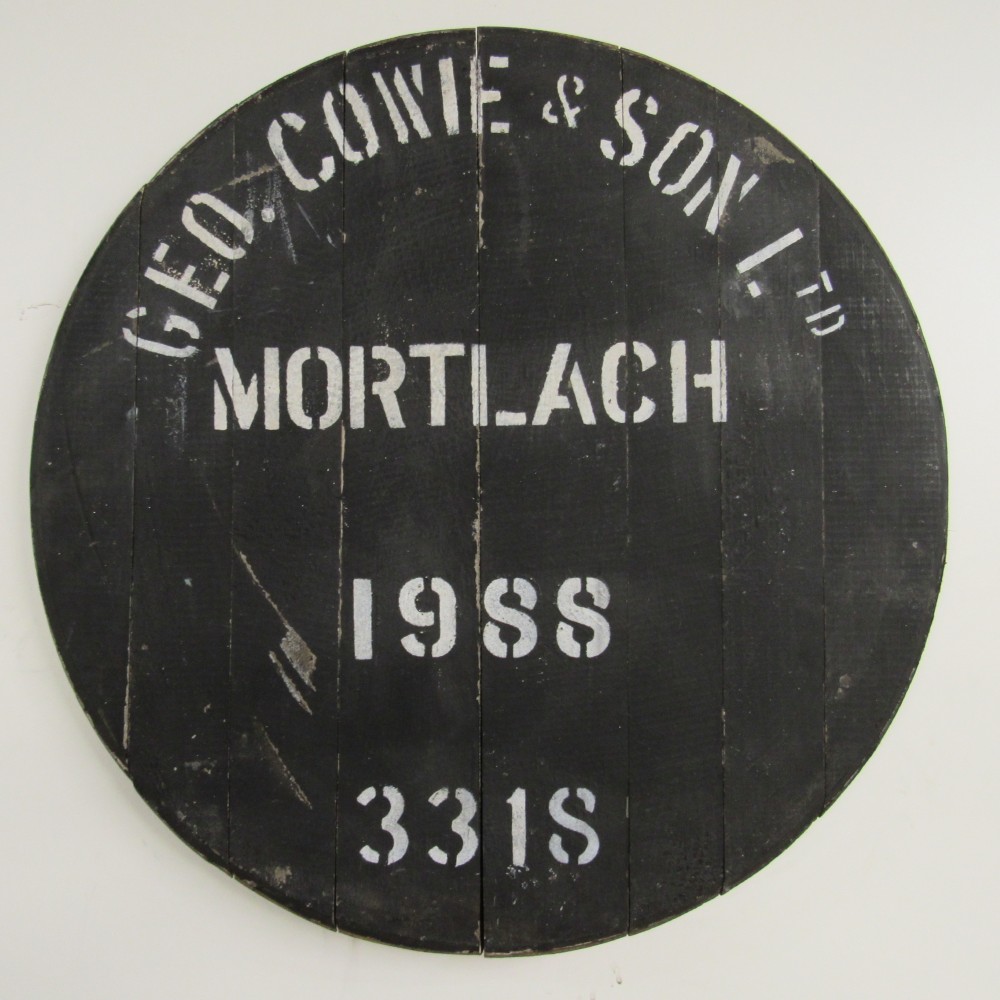 GEO. COWIE & SON LTD
MORTLACH
1988
3318